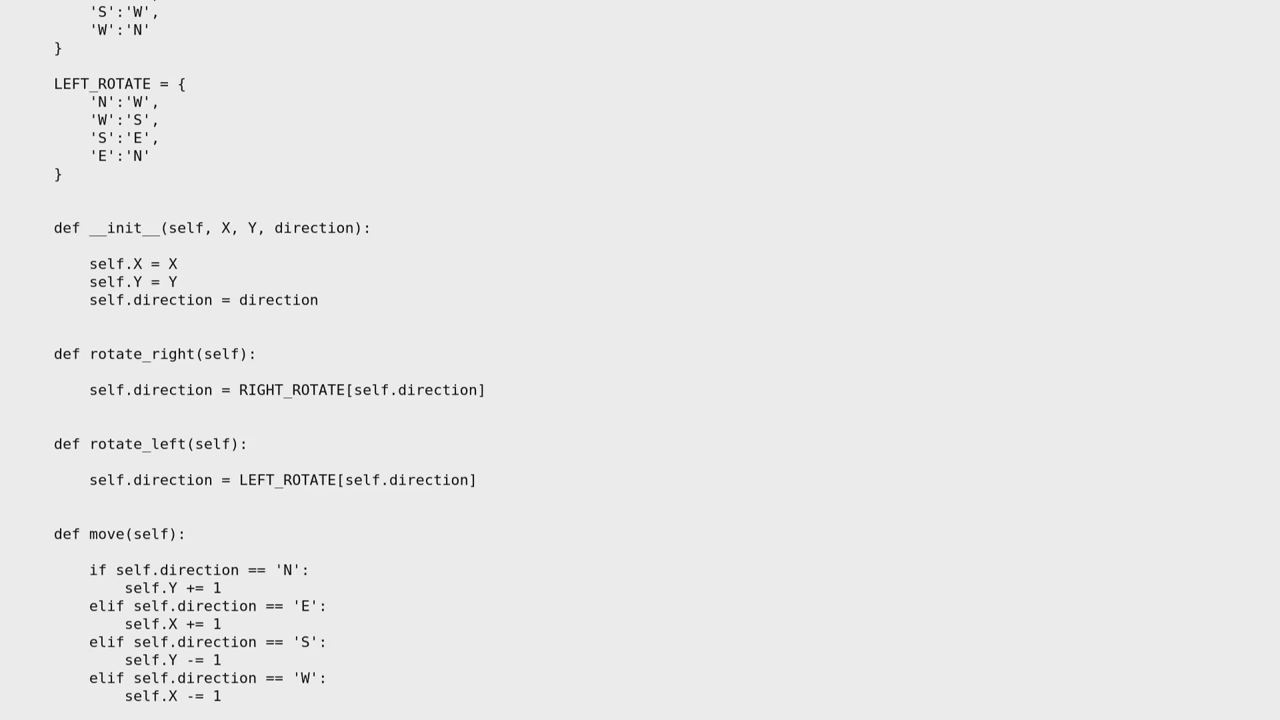 'S':'W',
'W':'N'
}
LEFT_ROTATE = {
'N':'W',
'W':'S',
'S':'E',
'E':'N'
}
def __init__(self, X, Y, direction):
self.X = X
self.Y = Y
self.direction = direction
def rotate_right(self):
self.direction = RIGHT_ROTATE[self.direction]
def rotate_left(self):
self.direction = LEFT_ROTATE[self.direction]
def move(self):
if self.direction == 'N':
self.Y += 1
elif self.direction == 'E':
self.X += 1
elif self.direction == 'S':
self.Y -= 1
elif self.direction == 'W':
self.X -= 1